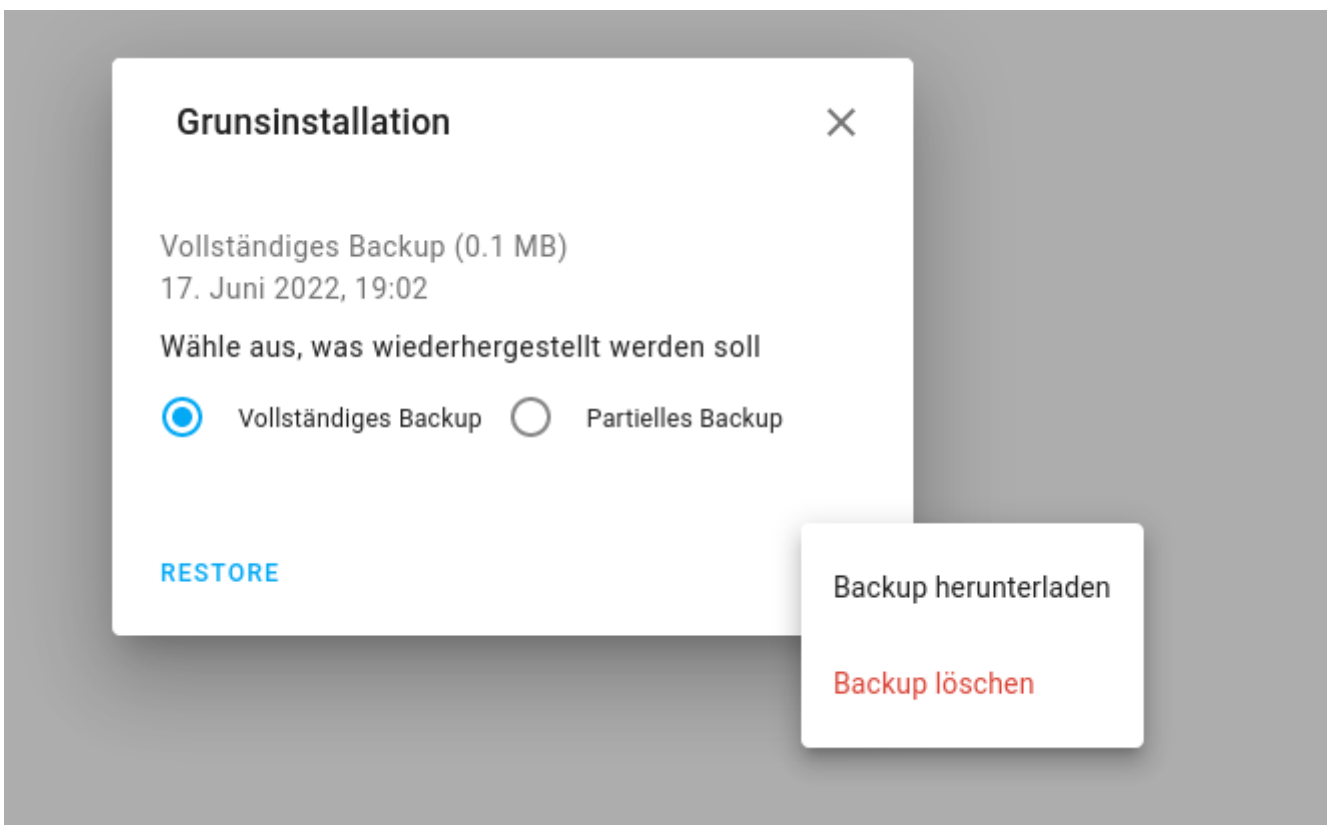 Grunsinstallation
Vollständiges Backup (0.1 MB)
17. Juni 2022, 19:02
Wähle aus, was wiederhergestellt werden soll
Vollständiges Backup Partielles Backup
RESTORE
Backup herunterladen
Backup löschen